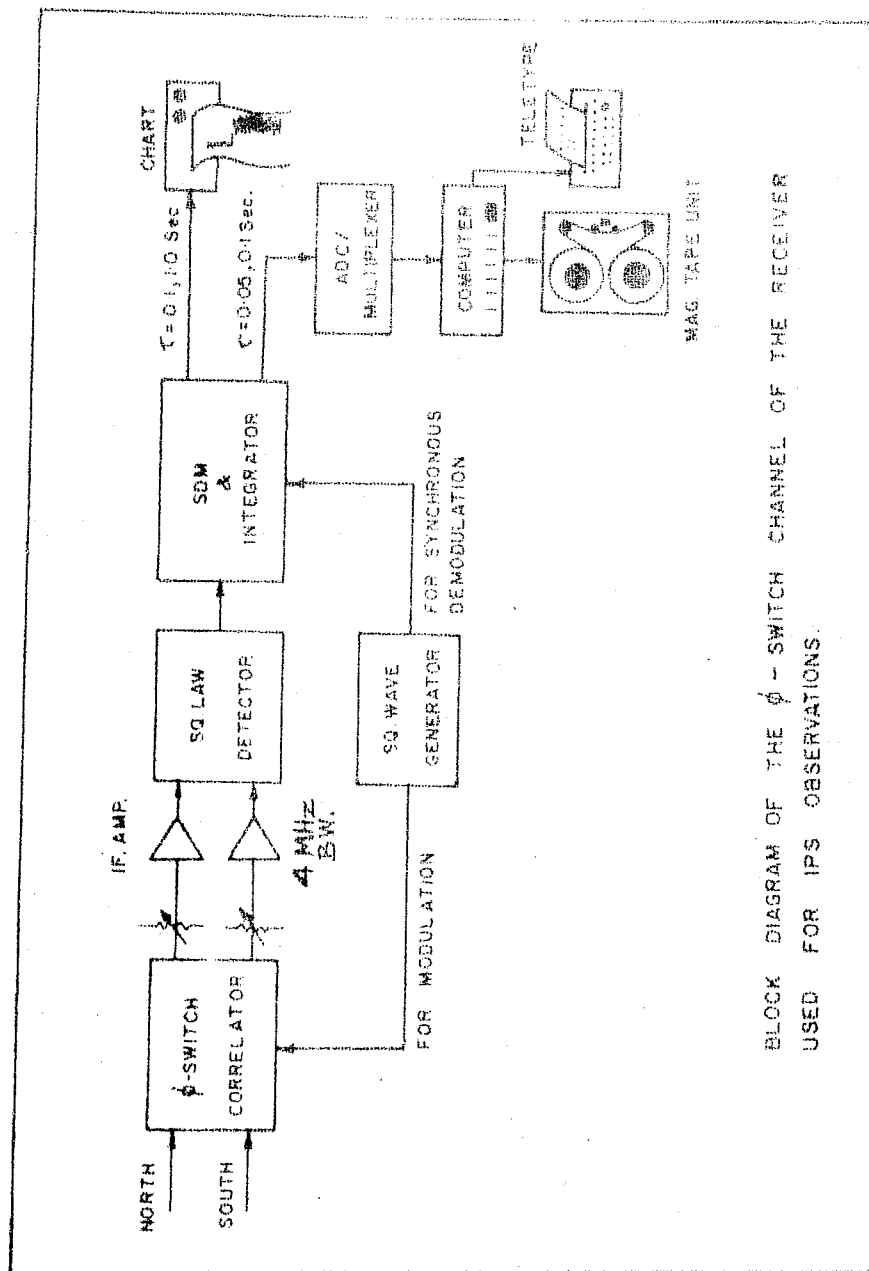 NORTH
SOUTH
ϕ-SWITCH
CORRELATOR
IF. AMP.
4 MHz
BW.
SQ LAW
DETECTOR
SDM
&
INTEGRATOR
τ=0.1, 1.0 Sec
τ=0.05, 0.1 Sec.
CHART
ADC/
MULTIPLEXER
COMPUTER
TELETYPE
MAG. TAPE UNIT
SQ. WAVE
GENERATOR
FOR MODULATION
FOR SYNCHRONOUS
DEMODULATION
BLOCK DIAGRAM OF THE ϕ - SWITCH CHANNEL OF THE RECEIVER
USED FOR IPS OBSERVATIONS.